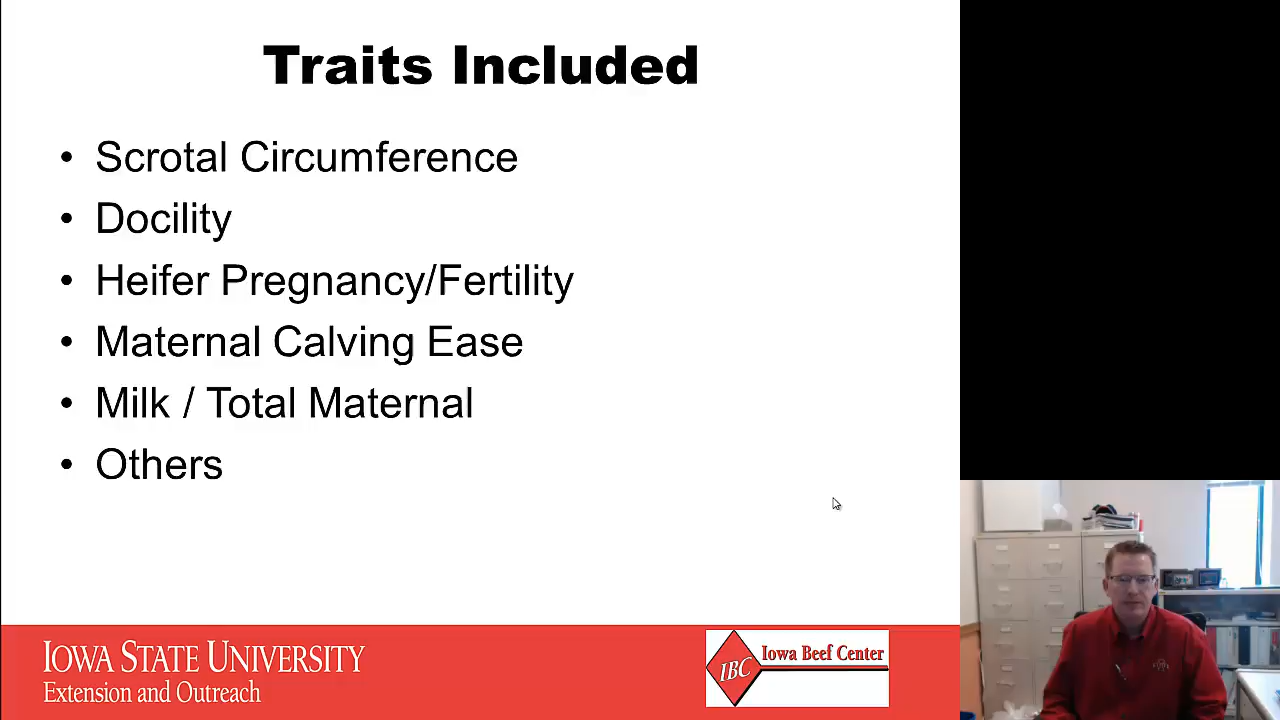 Traits Included
• Scrotal Circumference
• Docility
• Heifer Pregnancy/Fertility
• Maternal Calving Ease
• Milk / Total Maternal
• Others
IOWA STATE UNIVERSITY
Extension and Outreach
IBC
Iowa Beef Center